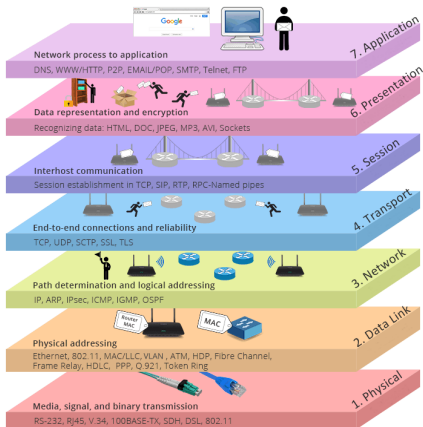 Google
7. Application
Network process to application
DNS, WWW/HTTP, P2P, EMAIL/POP, SMTP, Telnet, FTP
6. Presentation
Data representation and encryption
Recognizing data: HTML, DOC, JPEG, MP3, AVI, Sockets
5. Session
Interhost communication
Session establishment in TCP, SIP, RTP, RPC-Named pipes
4. Transport
End-to-end connections and reliability
TCP, UDP, SCTP, SSL, TLS
3. Network
Path determination and logical addressing
IP, ARP, IPsec, ICMP, IGMP, OSPF
2. Data Link
Router
MAC
MAC
Physical addressing
Ethernet, 802.11, MAC/LLC, VLAN , ATM, HDP, Fibre Channel,
Frame Relay, HDLC, PPP, Q.921, Token Ring
1. Physical
Media, signal, and binary transmission
RS-232, RJ45, V.34, 100BASE-TX, SDH, DSL, 802.11